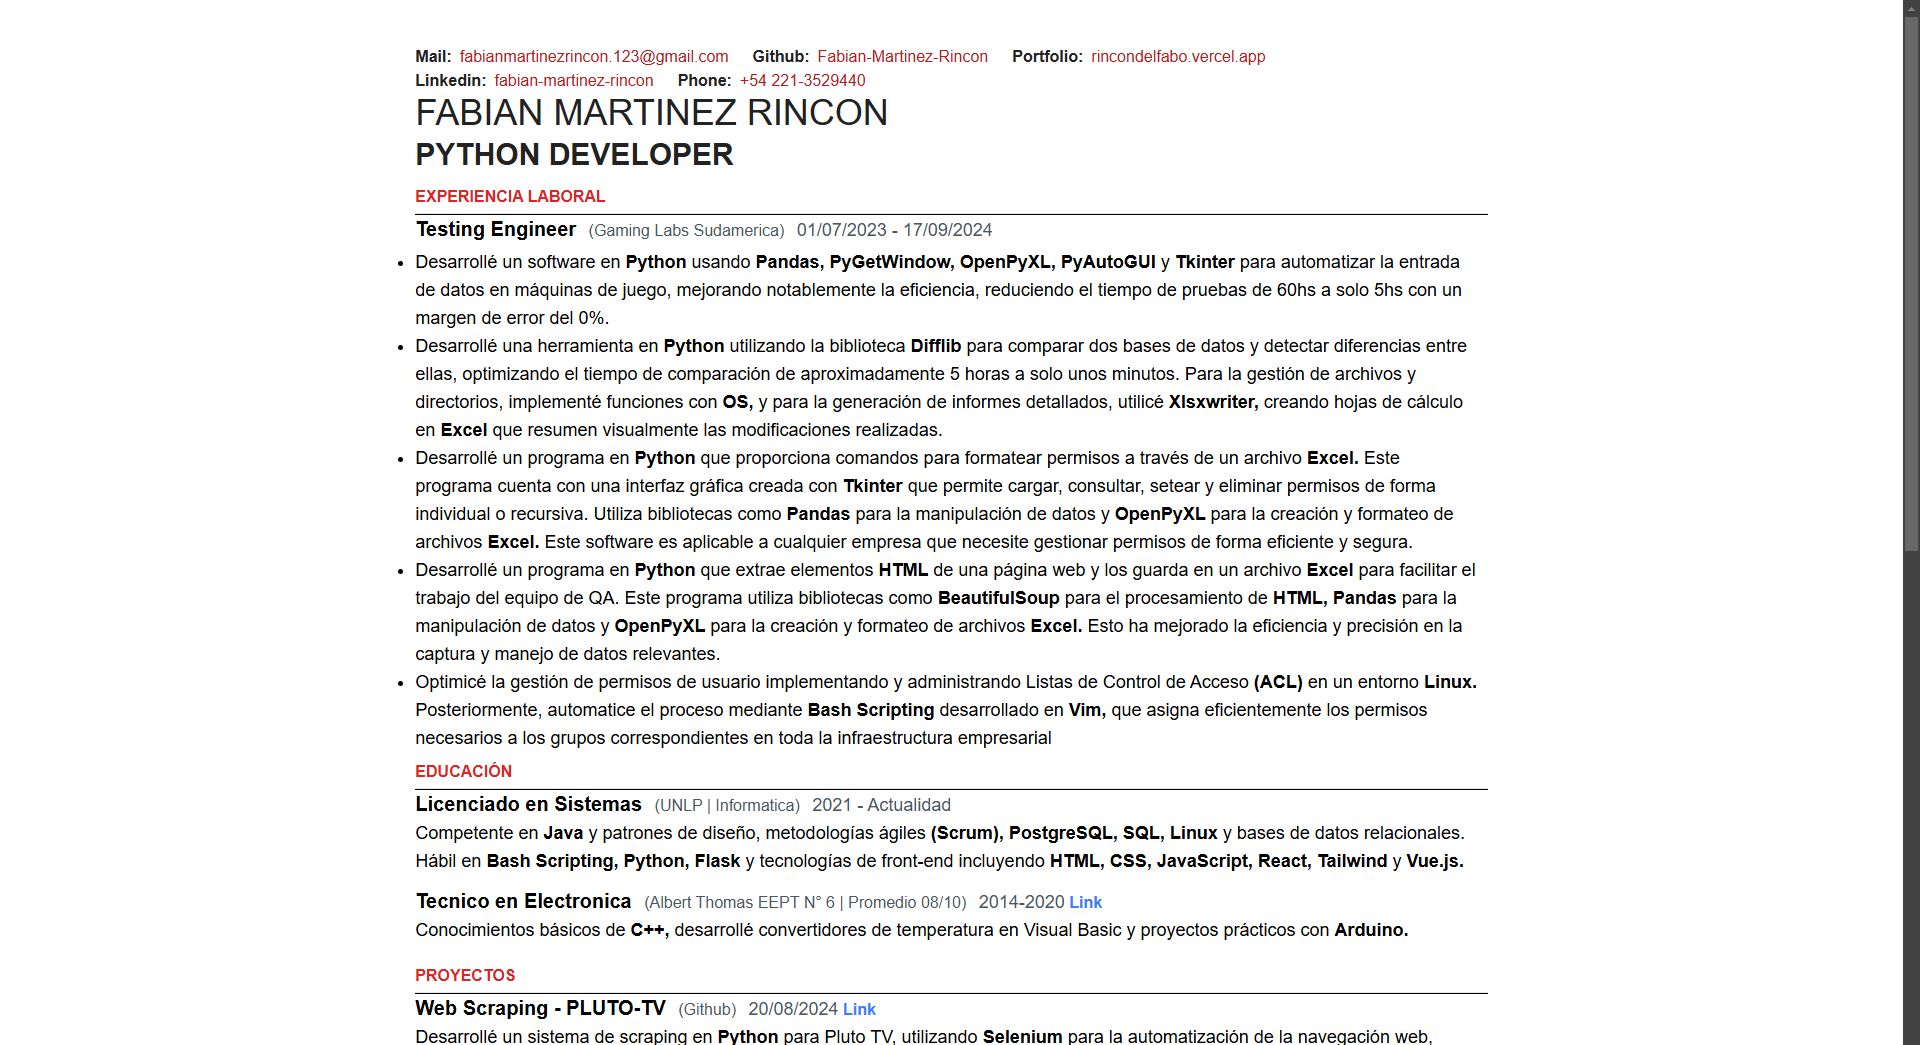 Mail: fabianmartinezrincon.123@gmail.com Github: Fabian-Martinez-Rincon Portfolio: rincondelfabo.vercel.app
Linkedin: fabian-martinez-rincon Phone: +54 221-3529440
FABIAN MARTINEZ RINCON
PYTHON DEVELOPER
EXPERIENCIA LABORAL
Testing Engineer (Gaming Labs Sudamerica) 01/07/2023 - 17/09/2024
• Desarrollé un software en Python usando Pandas, PyGetWindow, OpenPyXL, PyAutoGUI y Tkinter para automatizar la entrada
de datos en máquinas de juego, mejorando notablemente la eficiencia, reduciendo el tiempo de pruebas de 60hs a solo 5hs con un
margen de error del 0%.
• Desarrollé una herramienta en Python utilizando la biblioteca Difflib para comparar dos bases de datos y detectar diferencias entre
ellas, optimizando el tiempo de comparación de aproximadamente 5 horas a solo unos minutos. Para la gestión de archivos y
directorios, implementé funciones con OS, y para la generación de informes detallados, utilicé Xlsxwriter, creando hojas de cálculo
en Excel que resumen visualmente las modificaciones realizadas.
• Desarrollé un programa en Python que proporciona comandos para formatear permisos a través de un archivo Excel. Este
programa cuenta con una interfaz gráfica creada con Tkinter que permite cargar, consultar, setear y eliminar permisos de forma
individual o recursiva. Utiliza bibliotecas como Pandas para la manipulación de datos y OpenPyXL para la creación y formateo de
archivos Excel. Este software es aplicable a cualquier empresa que necesite gestionar permisos de forma eficiente y segura.
• Desarrollé un programa en Python que extrae elementos HTML de una página web y los guarda en un archivo Excel para facilitar el
trabajo del equipo de QA. Este programa utiliza bibliotecas como BeautifulSoup para el procesamiento de HTML, Pandas para la
manipulación de datos y OpenPyXL para la creación y formateo de archivos Excel. Esto ha mejorado la eficiencia y precisión en la
captura y manejo de datos relevantes.
• Optimicé la gestión de permisos de usuario implementando y administrando Listas de Control de Acceso (ACL) en un entorno Linux.
Posteriormente, automatice el proceso mediante Bash Scripting desarrollado en Vim, que asigna eficientemente los permisos
necesarios a los grupos correspondientes en toda la infraestructura empresarial
EDUCACIÓN
Licenciado en Sistemas (UNLP | Informatica) 2021 - Actualidad
Competente en Java y patrones de diseño, metodologías ágiles (Scrum), PostgreSQL, SQL, Linux y bases de datos relacionales.
Hábil en Bash Scripting, Python, Flask y tecnologías de front-end incluyendo HTML, CSS, JavaScript, React, Tailwind y Vue.js.
Tecnico en Electronica (Albert Thomas EEPT N° 6 | Promedio 08/10) 2014-2020 Link
Conocimientos básicos de C++, desarrollé convertidores de temperatura en Visual Basic y proyectos prácticos con Arduino.
PROYECTOS
Web Scraping - PLUTO-TV (Github) 20/08/2024 Link
Desarrollé un sistema de scraping en Python para Pluto TV, utilizando Selenium para la automatización de la navegación web,